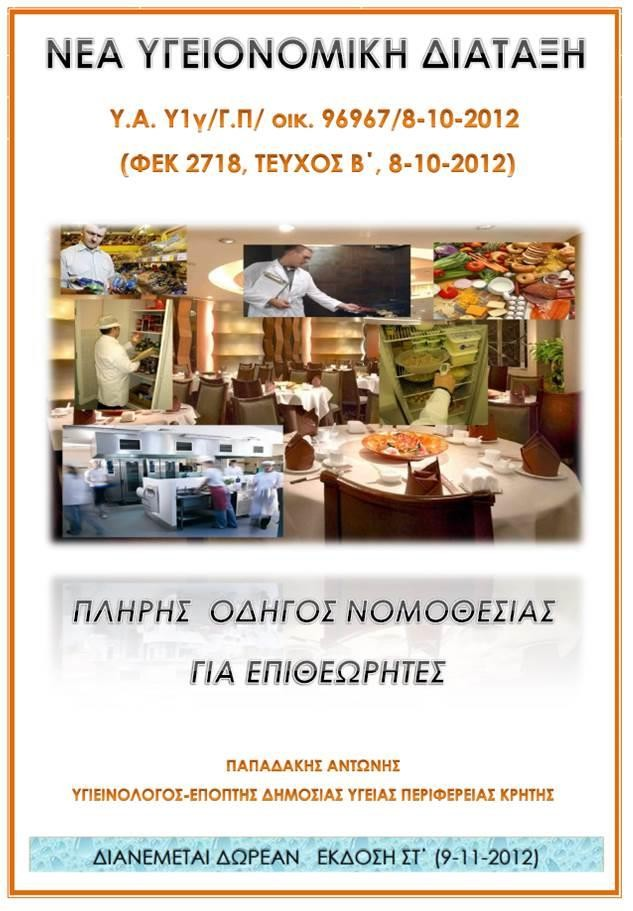 ΝΕΑ ΥΓΕΙΟΝΟΜΙΚΗ ΔΙΑΤΑΞΗ
Υ.Α. Υ1γ/Γ.Π/ οικ. 96967/8-10-2012
(ΦΕΚ 2718, ΤΕΥΧΟΣ Β΄, 8-10-2012)
ΠΛΗΡΗΣ ΟΔΗΓΟΣ ΝΟΜΟΘΕΣΙΑΣ
ΓΙΑ ΕΠΙΘΕΩΡΗΤΕΣ
ΠΑΠΑΔΑΚΗΣ ΑΝΤΩΝΗΣ
ΥΓΙΕΙΝΟΛΟΓΟΣ-ΕΠΟΠΤΗΣ ΔΗΜΟΣΙΑΣ ΥΓΕΙΑΣ ΠΕΡΙΦΕΡΕΙΑΣ ΚΡΗΤΗΣ
ΔΙΑΝΕΜΕΤΑΙ ΔΩΡΕΑΝ ΕΚΔΟΣΗ ΣΤ΄ (9-11-2012)